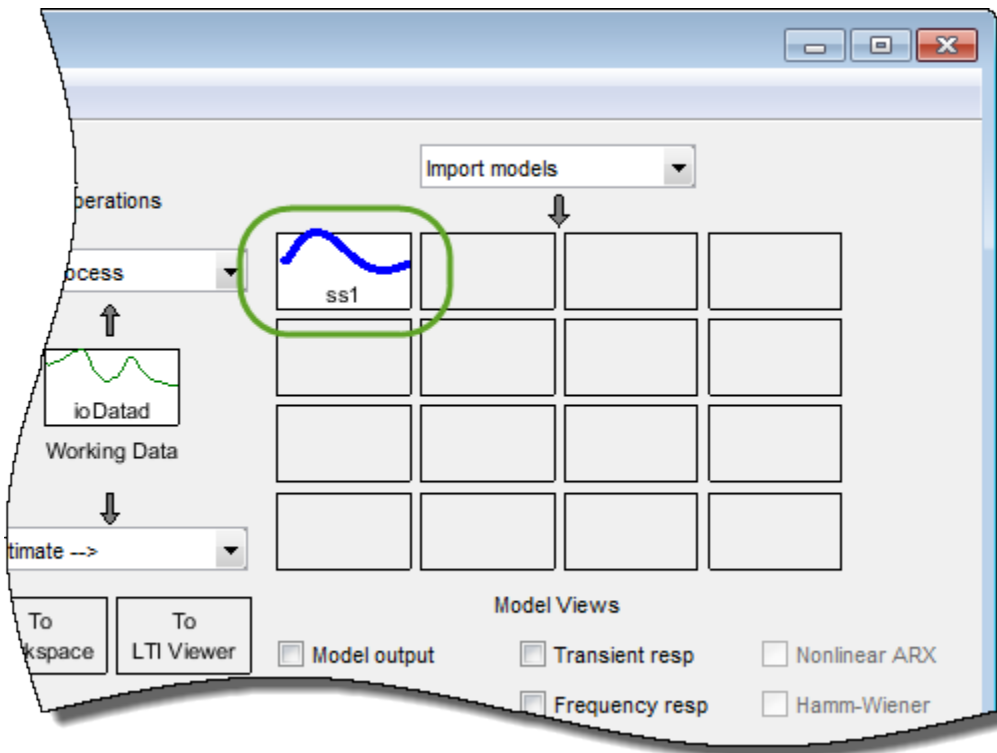 Import models
perations
ocess
ss1
ioDatad
Working Data
timate -->
To
kspace
To
LTI Viewer
Model Views
Model output
Transient resp
Nonlinear ARX
Frequency resp
Hamm-Wiener